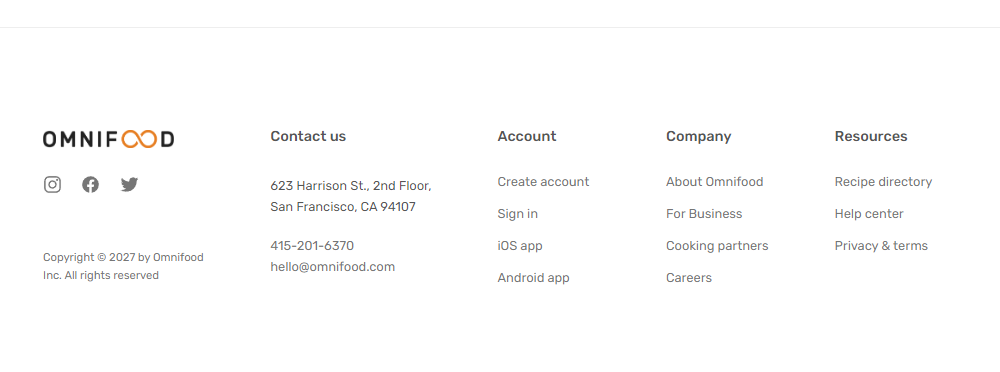 OMNIFOOD
Copyright © 2027 by Omnifood
Inc. All rights reserved
Contact us
623 Harrison St., 2nd Floor,
San Francisco, CA 94107
415-201-6370
hello@omnifood.com
Account
Create account
Sign in
iOS app
Android app
Company
About Omnifood
For Business
Cooking partners
Careers
Resources
Recipe directory
Help center
Privacy & terms